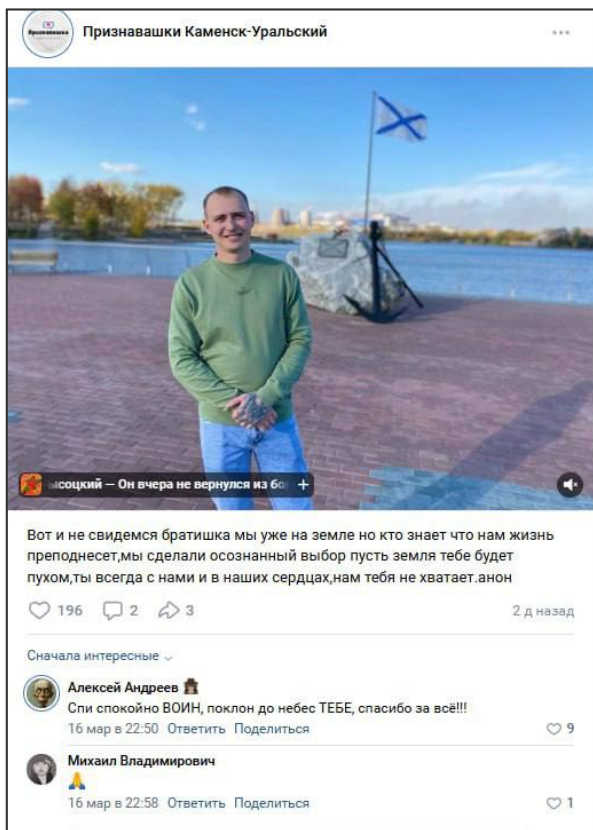 Признавашки
Признавашки Каменск-Уральский
ысоцкий — Он вчера не вернулся из бо
Вот и не свидемся братишка мы уже на земле но кто знает что нам жизнь
преподнесет,мы сделали осознанный выбор пусть земля тебе будет
пухом,ты всегда с нами и в наших сердцах,нам тебя не хватает.анон
196 2 3 2 д назад
Сначала интересные
Алексей Андреев
Спи спокойно ВОИН, поклон до небес ТЕБЕ, спасибо за всё!!!
16 мар в 22:50 Ответить Поделиться 9
Михаил Владимирович
🙏
16 мар в 22:58 Ответить Поделиться 1